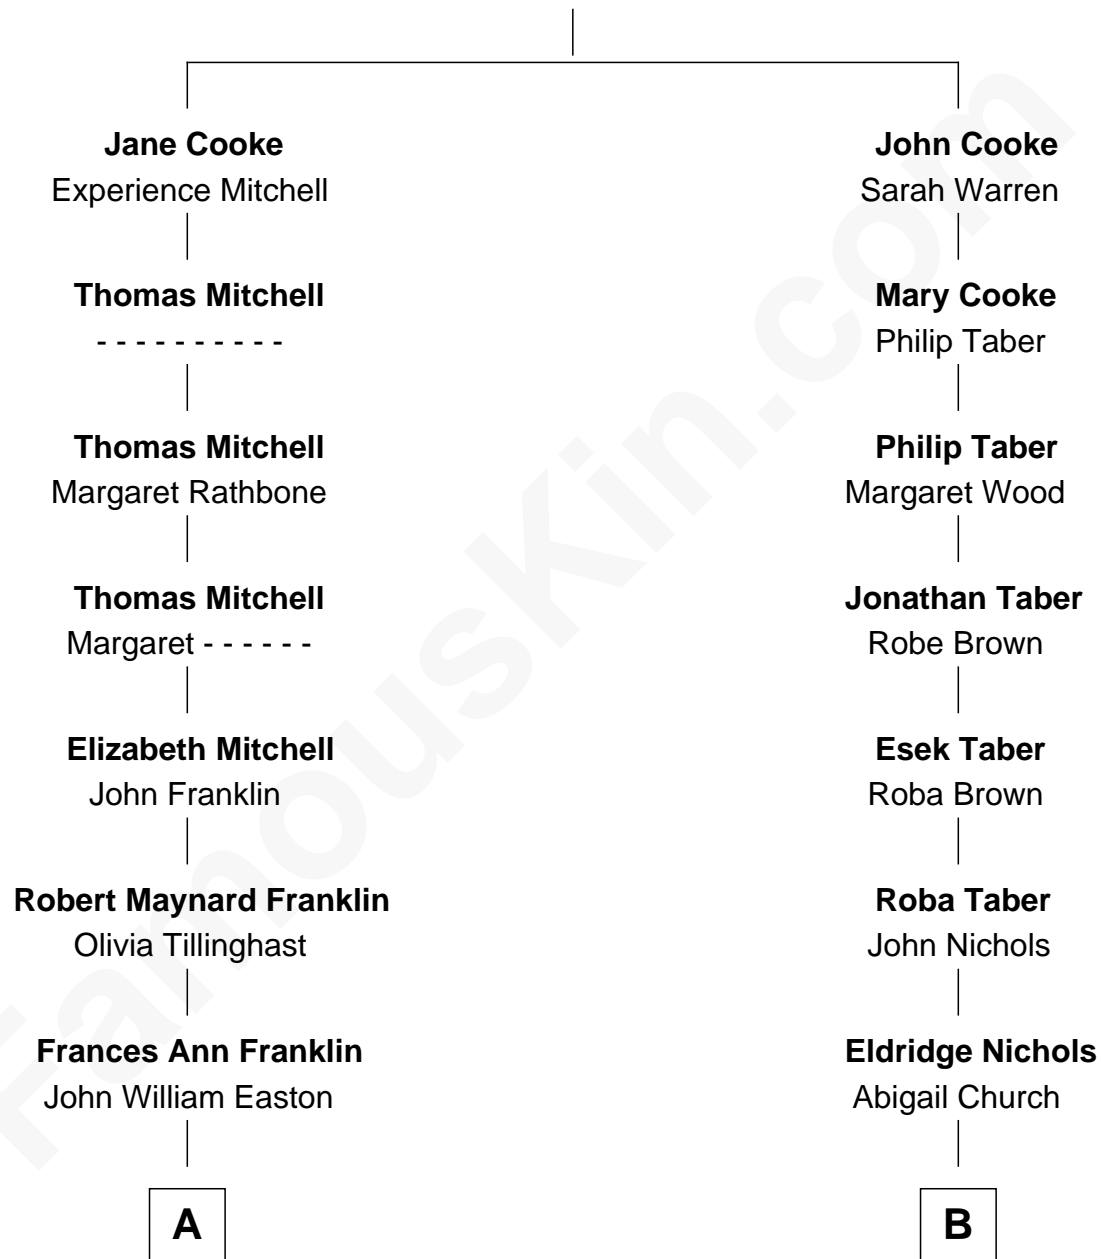 Jane Cooke
Experience Mitchell
Thomas Mitchell
- - - - - - - - - -
Thomas Mitchell
Margaret Rathbone
Thomas Mitchell
Margaret - - - - - -
Elizabeth Mitchell
John Franklin
Robert Maynard Franklin
Olivia Tillinghast
Frances Ann Franklin
John William Easton
A
John Cooke
Sarah Warren
Mary Cooke
Philip Taber
Philip Taber
Margaret Wood
Jonathan Taber
Robe Brown
Esek Taber
Roba Brown
Roba Taber
John Nichols
Eldridge Nichols
Abigail Church
B
FamousKin.com